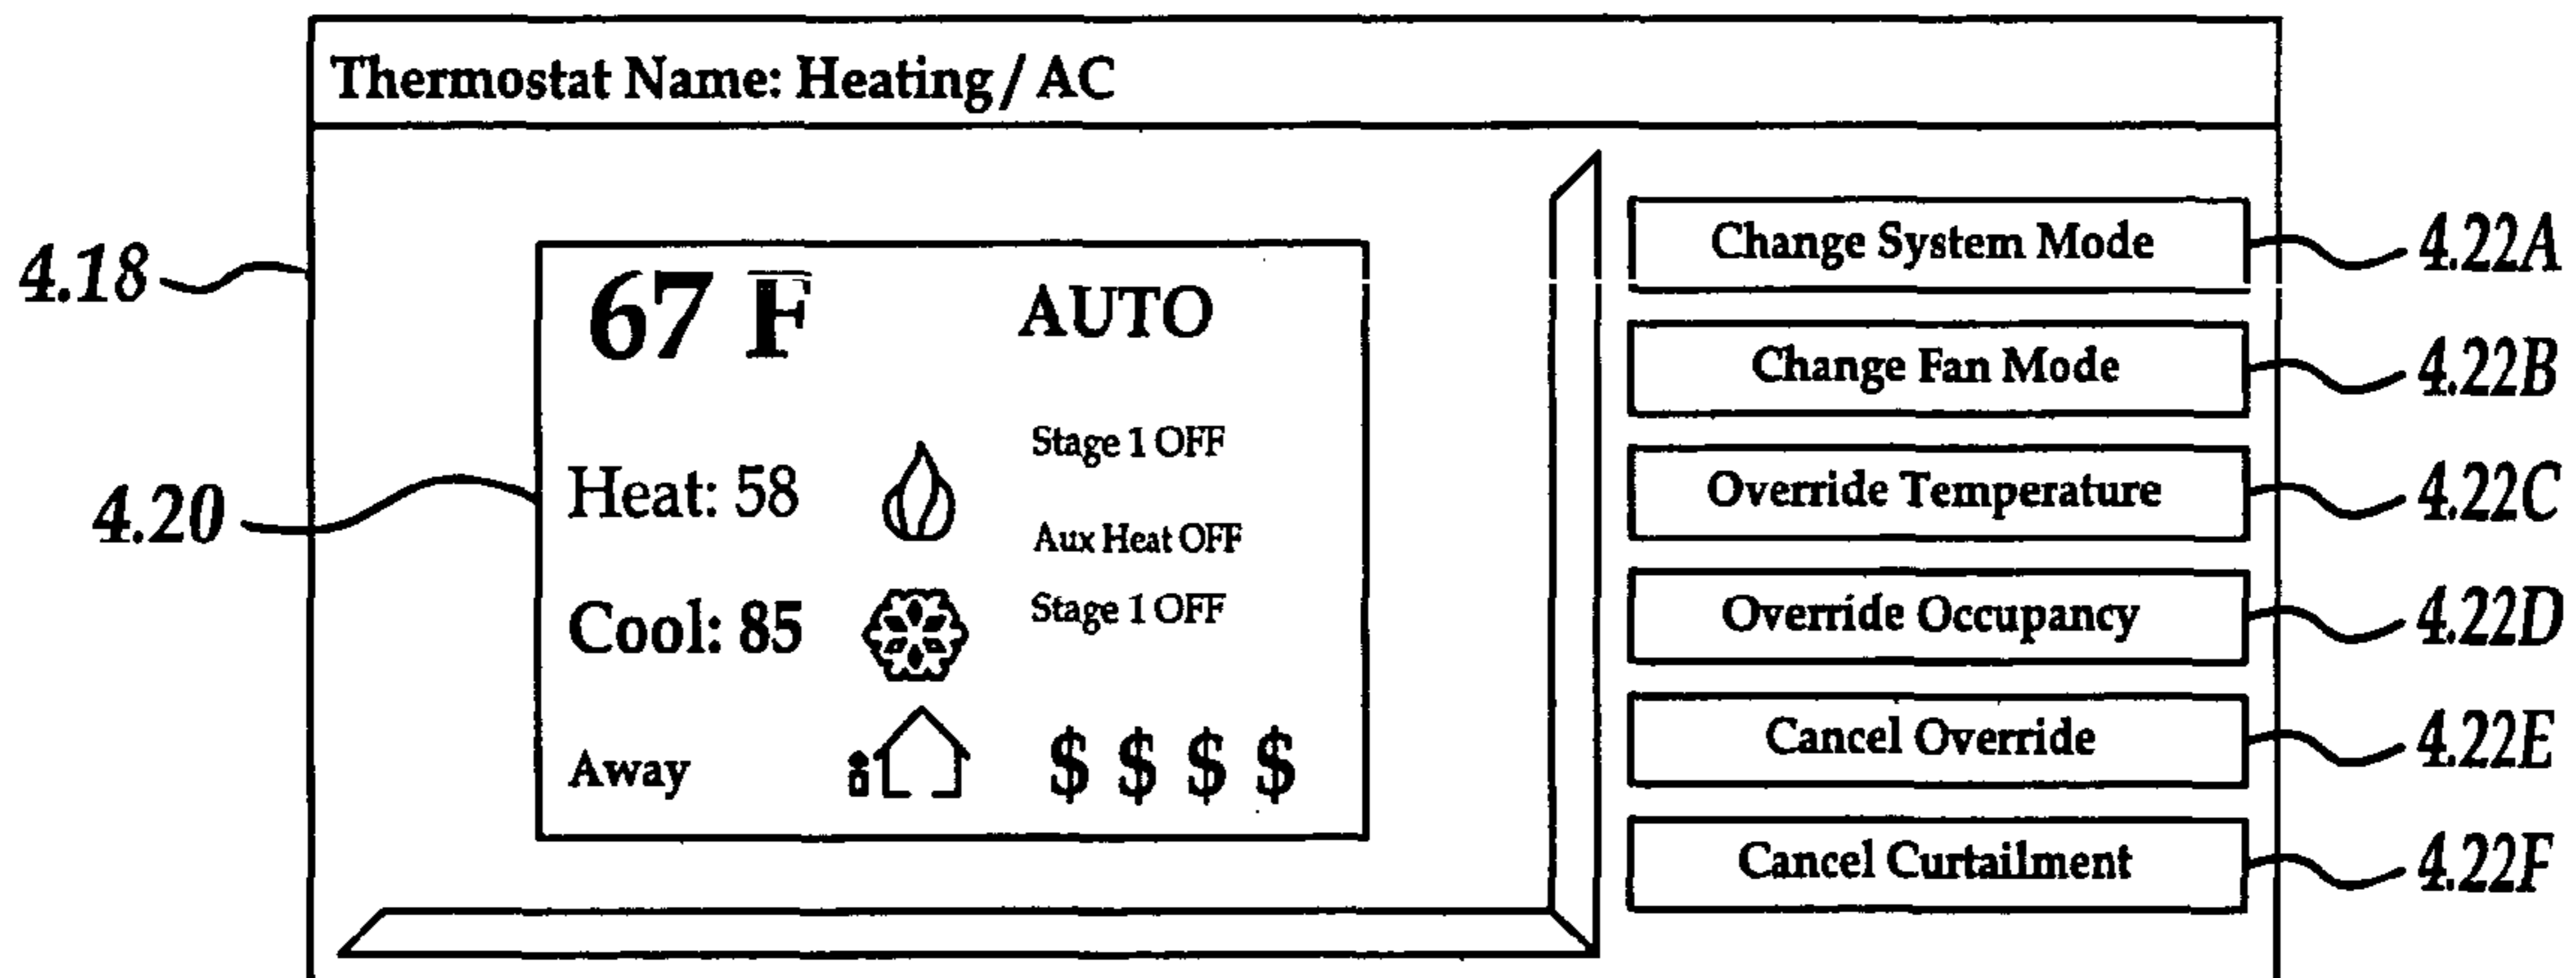 Thermostat Name: Heating / AC
4.18
4.20
67 F AUTO
Stage 1 OFF
Heat: 58
Aux Heat OFF
Cool: 85 Stage 1 OFF
Away $ $ $ $
Change System Mode 4.22A
Change Fan Mode 4.22B
Override Temperature 4.22C
Override Occupancy 4.22D
Cancel Override 4.22E
Cancel Curtailment 4.22F